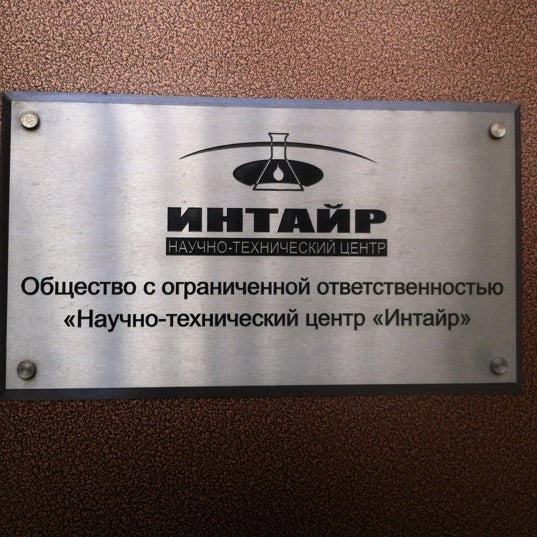 ИНТАЙР
НАУЧНО-ТЕХНИЧЕСКИЙ ЦЕНТР
Общество с ограниченной ответственностью
«Научно-технический центр «Интайр»